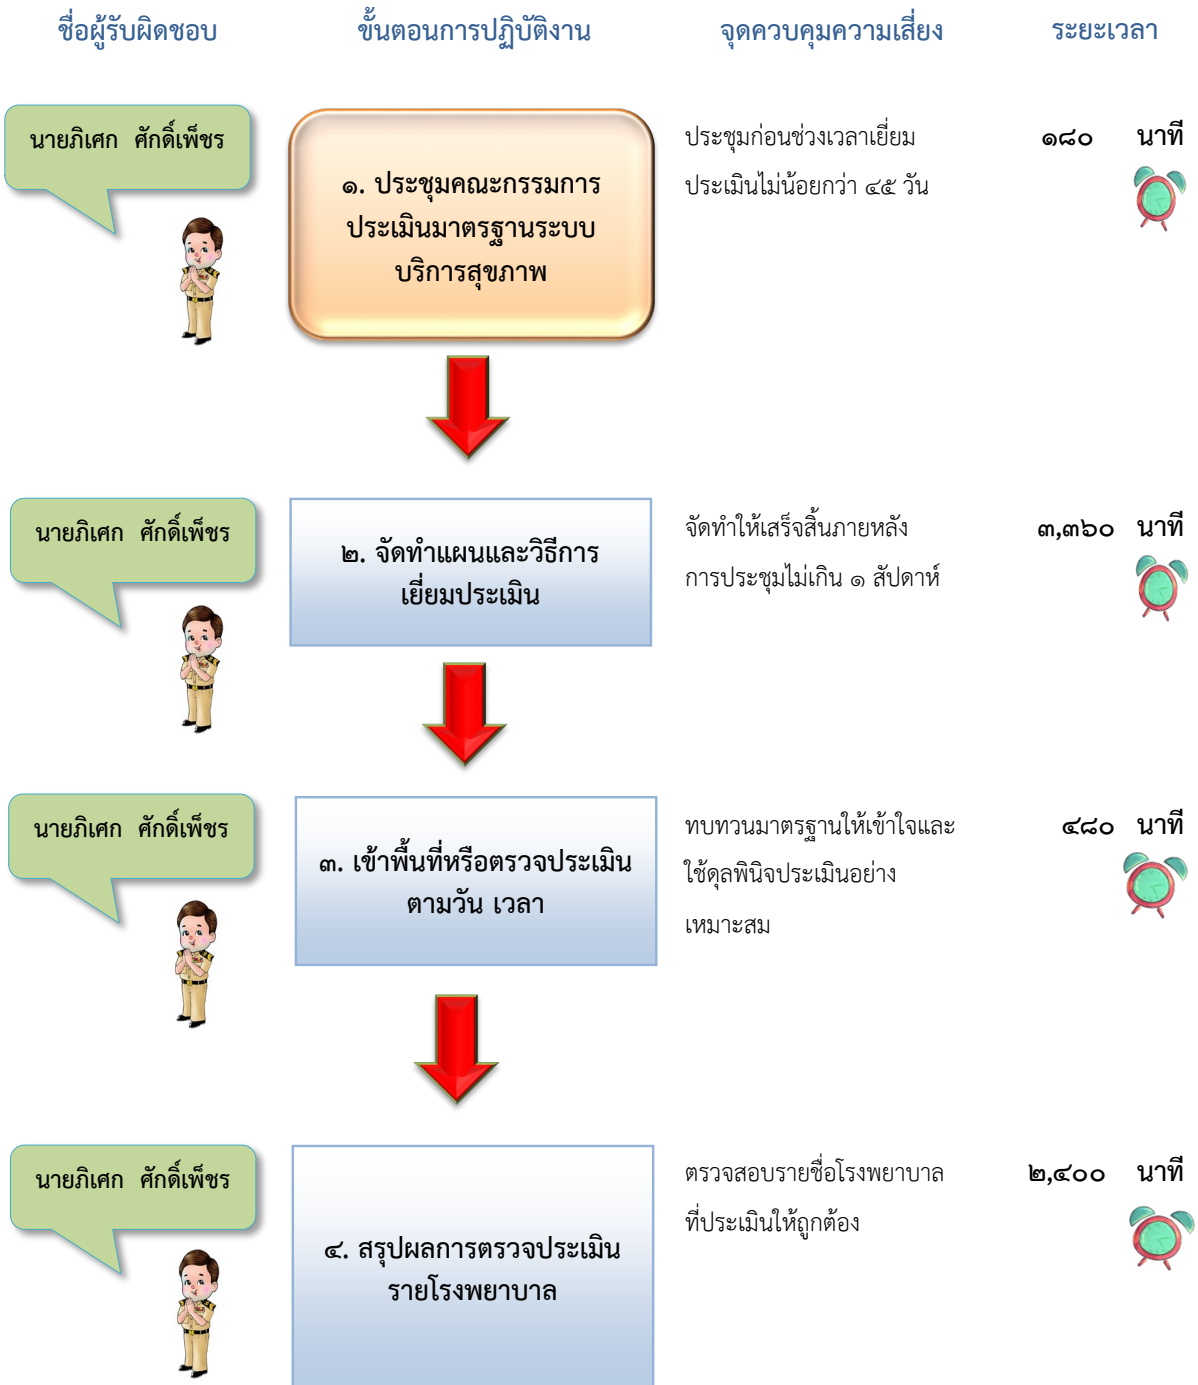 ชื่อผู้รับผิดชอบ ขั้นตอนการปฏิบัติงาน จุดควบคุมความเสี่ยง ระยะเวลา
นายภิเศก ศักดิ์เพ็ชร
๑. ประชุมคณะกรรมการ
ประเมินมาตรฐานระบบ
บริการสุขภาพ
ประชุมก่อนช่วงเวลาเยี่ยม
ประเมินไม่น้อยกว่า ๔๕ วัน
๑๘๐ นาที
นายภิเศก ศักดิ์เพ็ชร
๒. จัดทำแผนและวิธีการ
เยี่ยมประเมิน
จัดทำให้เสร็จสิ้นภายหลัง
การประชุมไม่เกิน ๑ สัปดาห์
๓,๓๖๐ นาที
นายภิเศก ศักดิ์เพ็ชร
๓. เข้าพื้นที่หรือตรวจประเมิน
ตามวัน เวลา
ทบทวนมาตรฐานให้เข้าใจและ
ใช้ดุลพินิจประเมินอย่าง
เหมาะสม
๔๘๐ นาที
นายภิเศก ศักดิ์เพ็ชร
๔. สรุปผลการตรวจประเมิน
รายโรงพยาบาล
ตรวจสอบรายชื่อโรงพยาบาล
ที่ประเมินให้ถูกต้อง
๒,๔๐๐ นาที